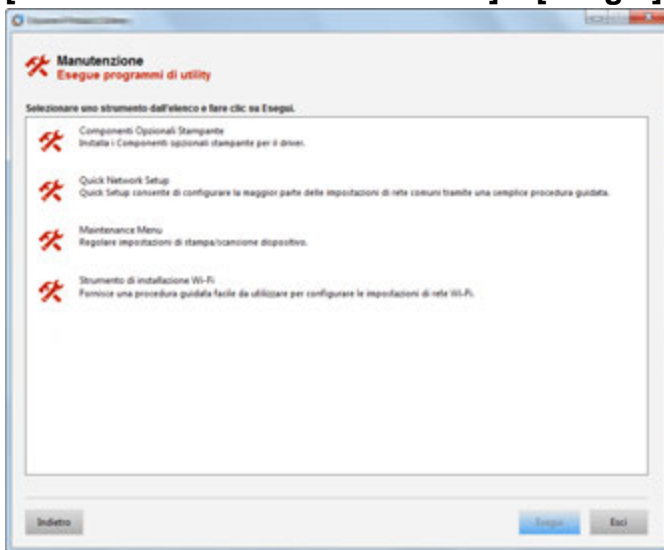 Manutenzione
Esegue programmi di utility
Selezionare uno strumento dall'elenco e fare clic su Esegui.
Componenti Opzionali Stampante
Installa i Componenti opzionali stampante per il driver.
Quick Network Setup
Quick Setup consente di configurare la maggior parte delle impostazioni di rete comuni tramite una semplice procedura guidata.
Maintenance Menu
Regolare impostazioni di stampa/scansione dispositivo.
Strumento di installazione Wi-Fi
Fornisce una procedura guidata facile da utilizzare per configurare le impostazioni di rete Wi-Fi.
Indietro
Esegui
Esci